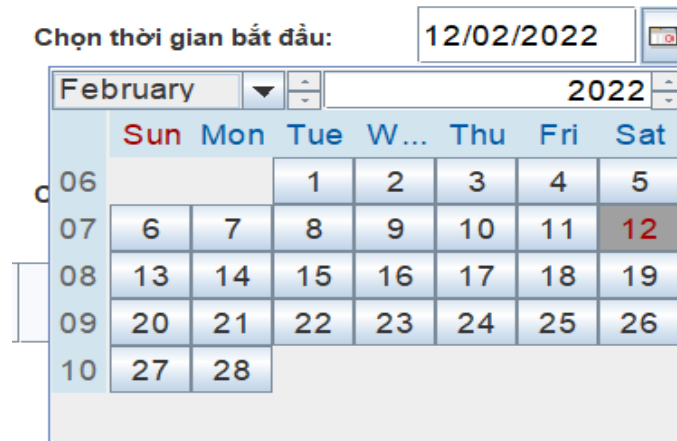 Chọn thời gian bắt đầu: 12/02/2022
February 2022
Sun Mon Tue W... Thu Fri Sat
06 1 2 3 4 5
07 6 7 8 9 10 11 12
08 13 14 15 16 17 18 19
09 20 21 22 23 24 25 26
10 27 28